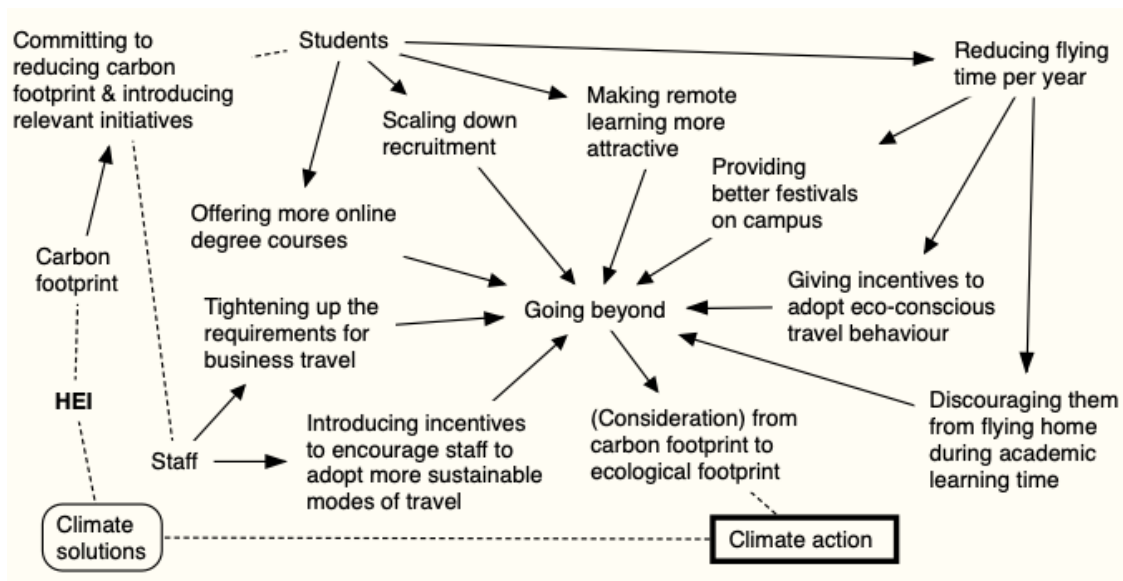 Committing to
reducing carbon
footprint & introducing
relevant initiatives
Students
Reducing flying
time per year
Scaling down
recruitment
Making remote
learning more
attractive
Providing
better festivals
on campus
Offering more online
degree courses
Carbon
footprint
Giving incentives to
adopt eco-conscious
travel behaviour
Tightening up the
requirements for
business travel
Going beyond
HEI
Discouraging them
from flying home
during academic
learning time
Introducing incentives
to encourage staff to
adopt more sustainable
modes of travel
(Consideration) from
carbon footprint to
ecological footprint
Staff
Climate
solutions
Climate action